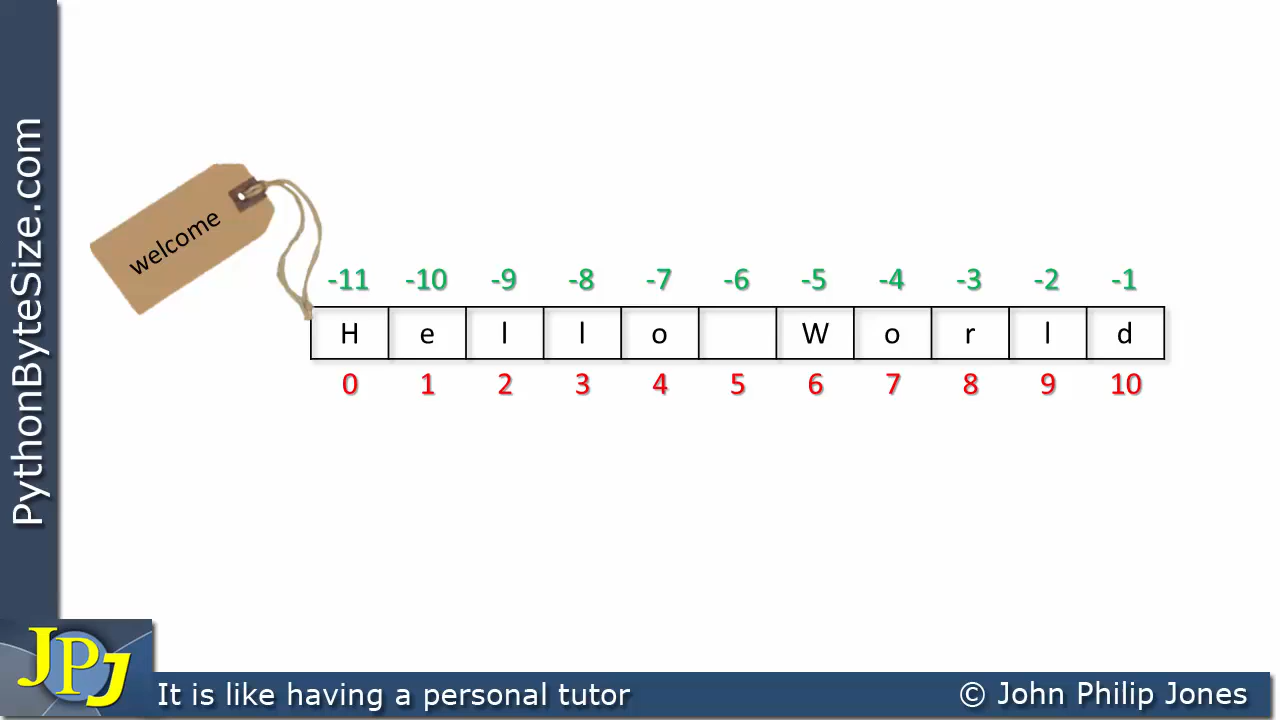 PythonByteSize.com
welcome
-11 -10 -9 -8 -7 -6 -5 -4 -3 -2 -1
H e l l o W o r l d
0 1 2 3 4 5 6 7 8 9 10
JPJ
It is like having a personal tutor
© John Philip Jones